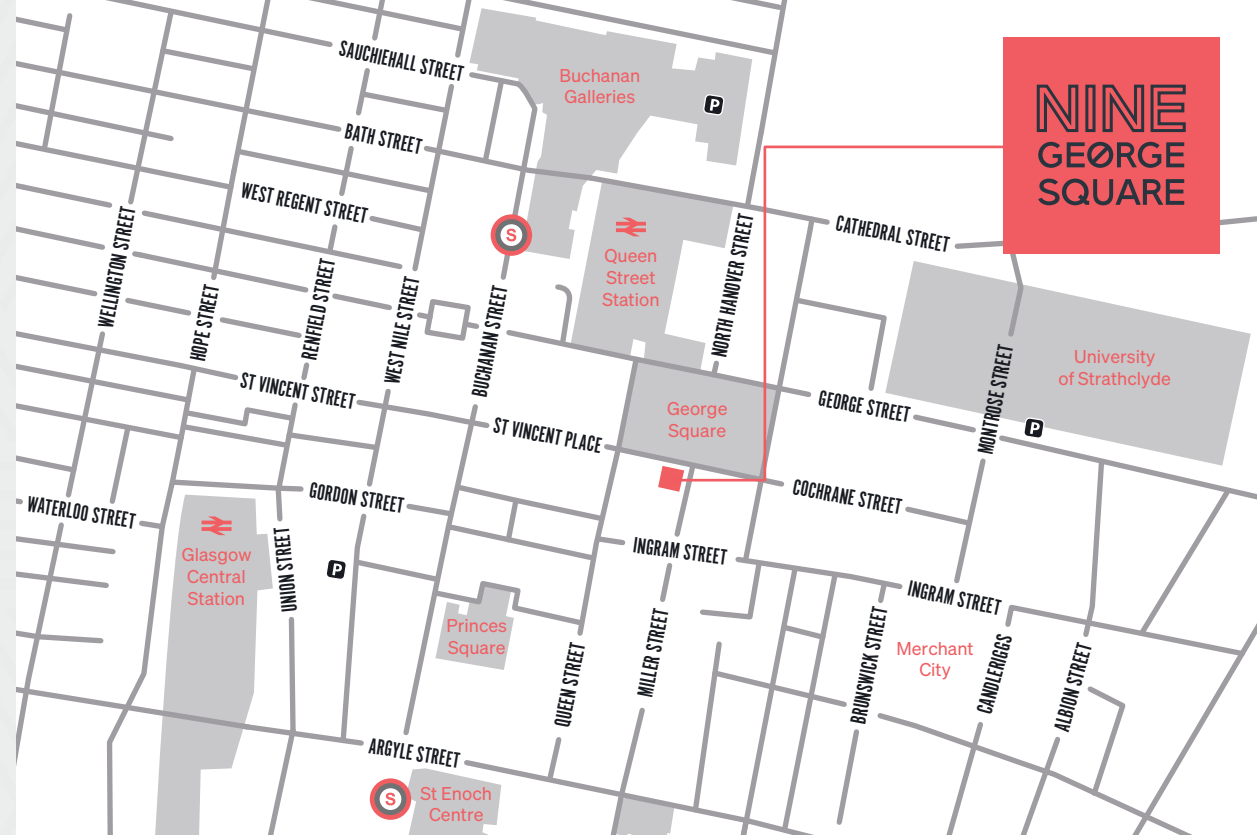 SAUCHIEHALL STREET
Buchanan
Galleries
P
NINE
GEØRGE
SQUARE
BATH STREET
WEST REGENT STREET
S
CATHEDRAL STREET
Queen
Street
Station
NORTH HANOVER STREET
WELLINGTON STREET
HOPE STREET
RENFIELD STREET
WEST NILE STREET
BUCHANAN STREET
University
of Strathclyde
MONTROSE STREET
ST VINCENT STREET
GEORGE STREET
George
Square
P
ST VINCENT PLACE
COCHRANE STREET
GORDON STREET
WATERLOO STREET
INGRAM STREET
Glasgow
Central
Station
UNION STREET
P
INGRAM STREET
Princes
Square
MILLER STREET
QUEEN STREET
BRUNSWICK STREET
Merchant
City
CANDLERIGGS
ALBION STREET
ARGYLE STREET
S
St Enoch
Centre